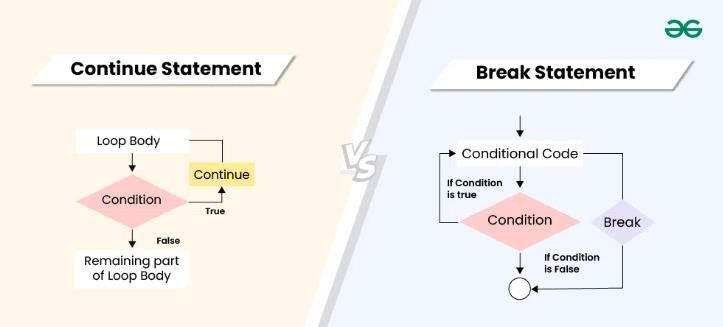 Continue Statement
Loop Body
Continue
Condition
True
False
Remaining part
of Loop Body
VS
Break Statement
Conditional Code
If Condition
is true
Condition
Break
If Condition
is False